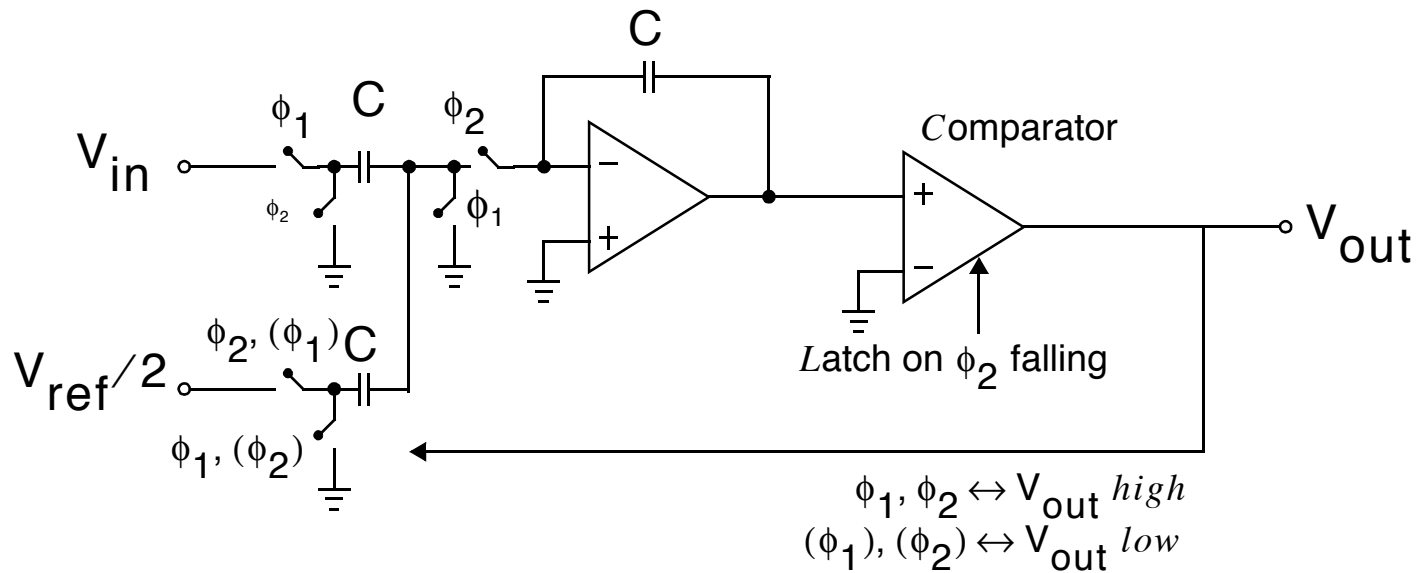 C
C
ϕ1
ϕ2
Comparator
Vin
ϕ2
ϕ1
− +
+ −
Vout
ϕ2, (ϕ1) C
Latch on ϕ2 falling
Vref/2
ϕ1, (ϕ2)
ϕ1, ϕ2 ↔ Vout high
(ϕ1), (ϕ2) ↔ Vout low